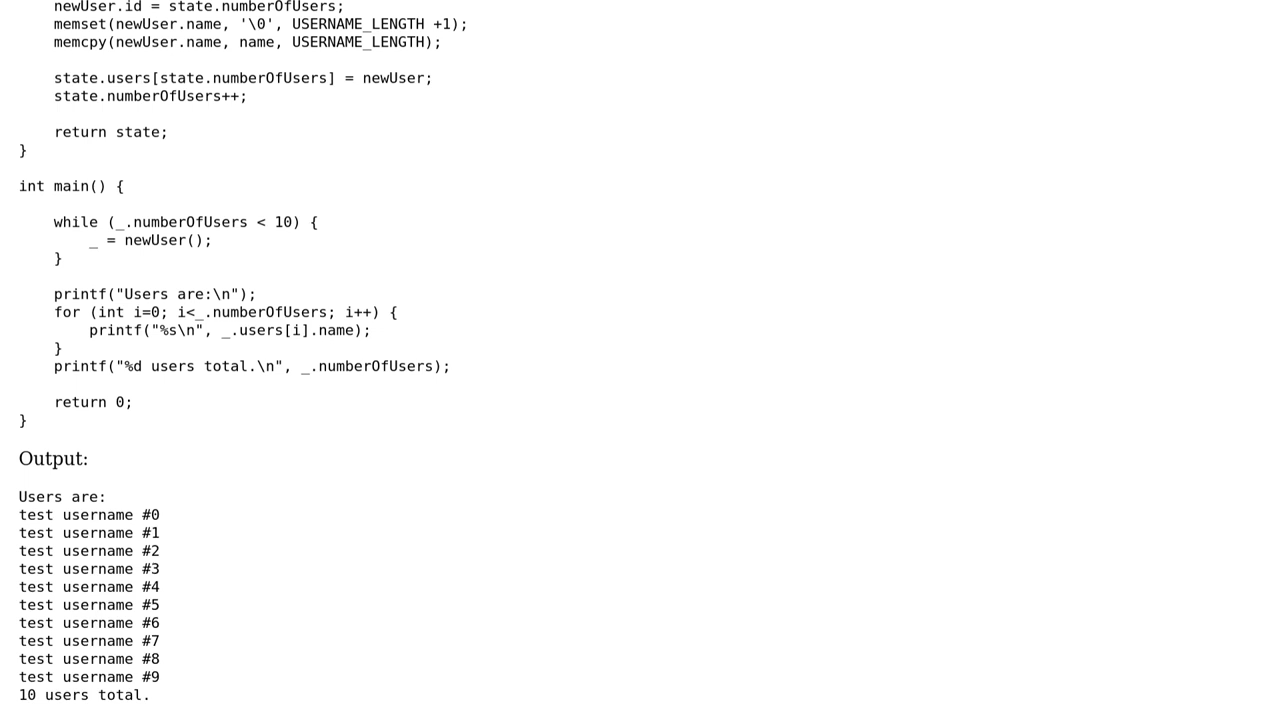 newUser.id = state.numberOfUsers;
memset(newUser.name, '\0', USERNAME_LENGTH +1);
memcpy(newUser.name, name, USERNAME_LENGTH);
state.users[state.numberOfUsers] = newUser;
state.numberOfUsers++;
return state;
}
int main() {
while (_.numberOfUsers < 10) {
_ = newUser();
}
printf("Users are:\n");
for (int i=0; i<_.numberOfUsers; i++) {
printf("%s\n", _.users[i].name);
}
printf("%d users total.\n", _.numberOfUsers);
return 0;
}
Output:
Users are:
test username #0
test username #1
test username #2
test username #3
test username #4
test username #5
test username #6
test username #7
test username #8
test username #9
10 users total.